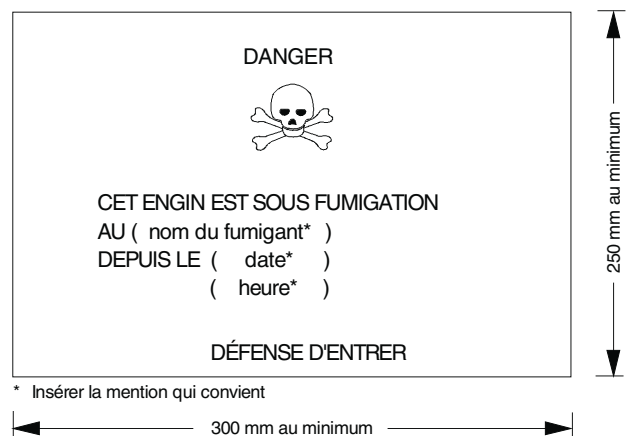 DANGER
CET ENGIN EST SOUS FUMIGATION
AU ( nom du fumigant* )
DEPUIS LE ( date* )
( heure* )
DÉFENSE D'ENTRER
250 mm au minimum
* Insérer la mention qui convient
300 mm au minimum